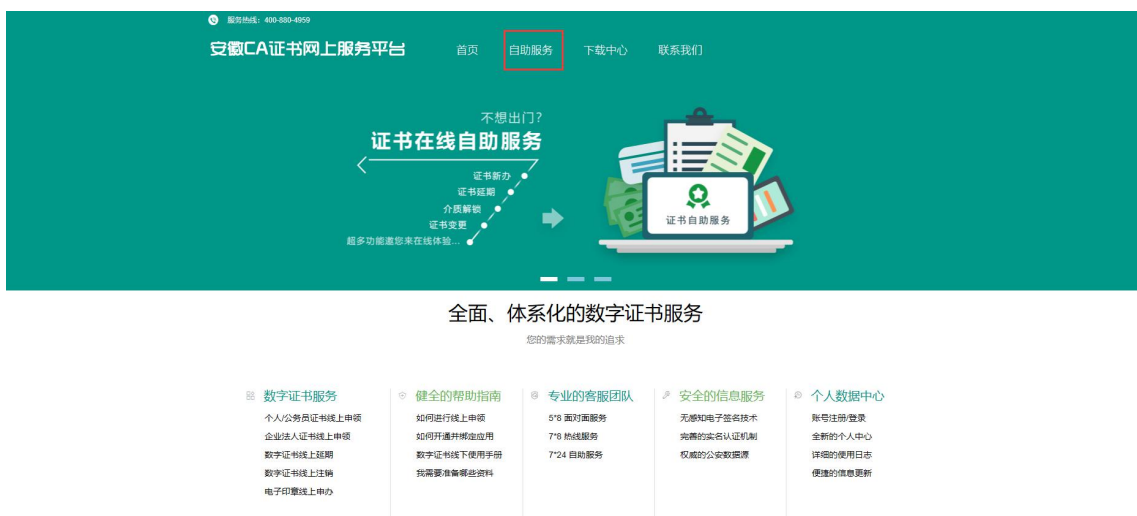 服务热线：400-880-4959
安徽CA证书网上服务平台 首页 自助服务 下载中心 联系我们
不想出门？
证书在线自助服务
证书新办
证书延期
介质解锁
证书变更
超多功能邀您来在线体验...
证书自助服务
全面、体系化的数字证书服务
您的需求就是我的追求
数字证书服务
个人/公务员证书线上申领
企业法人证书线上申领
数字证书线上延期
数字证书线上注销
电子印章线上申办
健全的帮助指南
如何进行线上申领
如何开通并绑定应用
数字证书线下使用手册
我需要准备哪些资料
专业的客服团队
5*8 面对面服务
7*8 热线服务
7*24 自助服务
安全的信息服务
无感知电子签名技术
完善的实名认证机制
权威的公安数据源
个人数据中心
账号注册/登录
全新的个人中心
详细的使用日志
便捷的信息更新